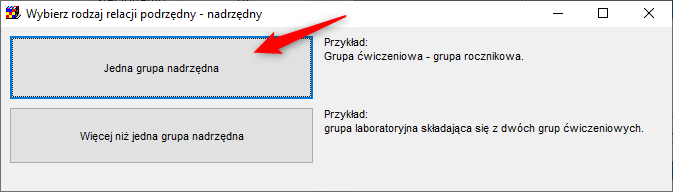 Wybierz rodzaj relacji podrzędny - nadrzędny
Jedna grupa nadrzędna
Przykład:
Grupa ćwiczeniowa - grupa rocznikowa.
Więcej niż jedna grupa nadrzędna
Przykład:
grupa laboratoryjna składająca się z dwóch grup ćwiczeniowych.